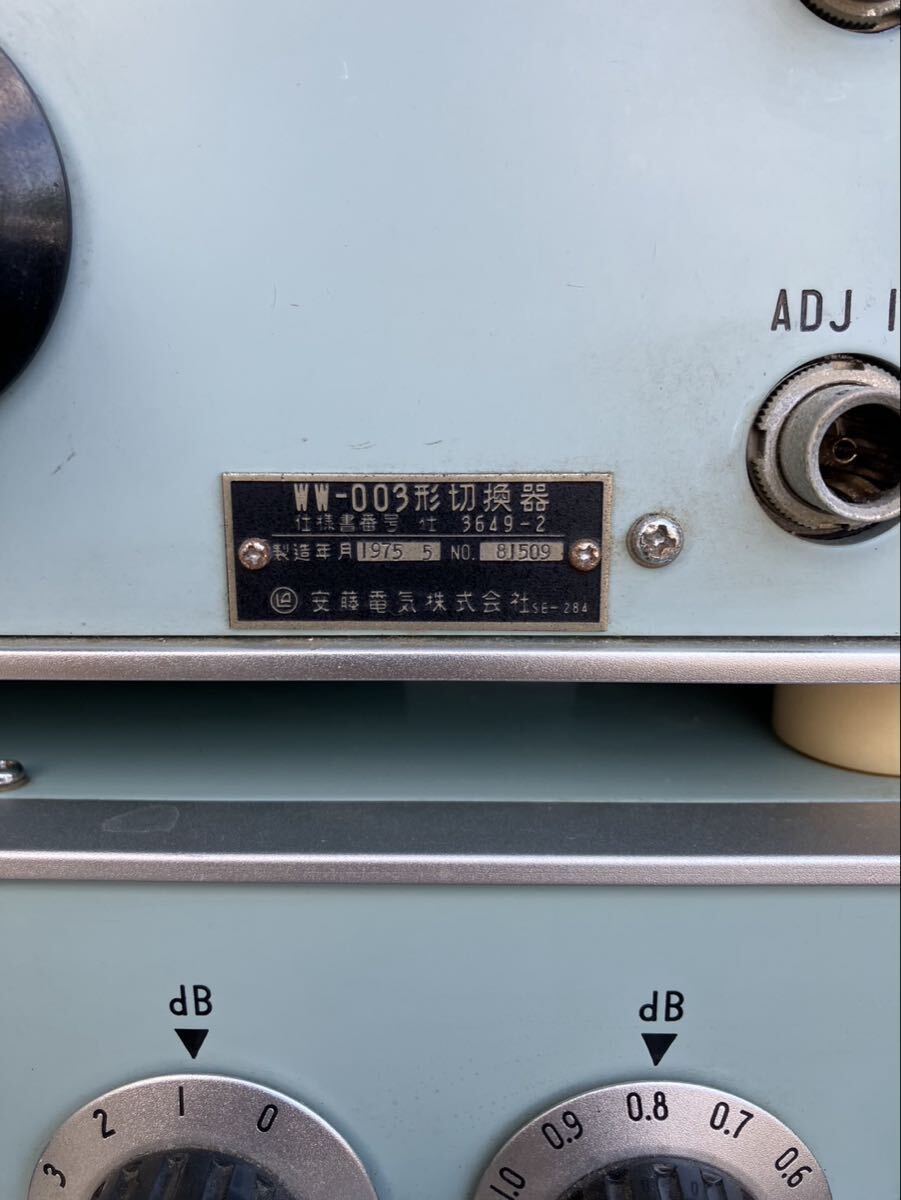 ADJ
WW-003形切換器
仕様書番号 仕 3649-2
製造年月 1975 5 NO. 81509
安藤電気株式会社 SE-284
dB dB
3 2 1 0
1.0 0.9 0.8 0.7 0.6